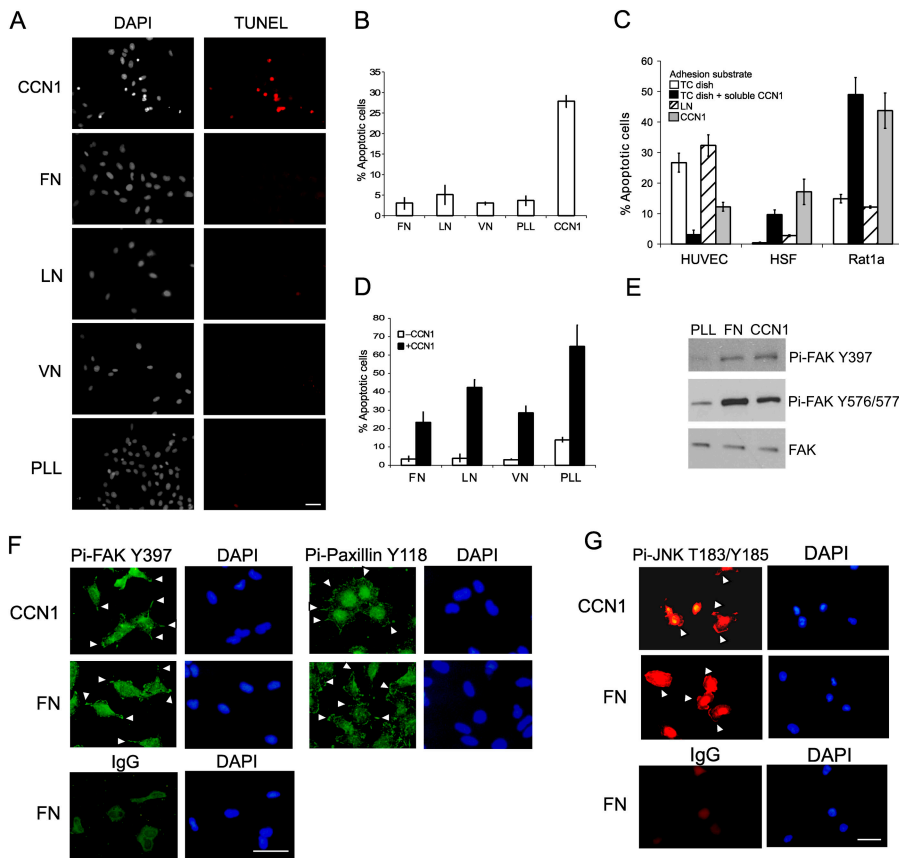 A
DAPI TUNEL
CCN1
FN
LN
VN
PLL
B
% Apoptotic cells
35
30
25
20
15
10
5
0
FN LN VN PLL CCN1
C
% Apoptotic cells
60
50
40
30
20
10
0
Adhesion substrate
TC dish
TC dish + soluble CCN1
LN
CCN1
HUVEC HSF Rat1a
D
% Apoptotic cells
80
70
60
50
40
30
20
10
0
–CCN1
+CCN1
FN LN VN PLL
E
PLL FN CCN1
Pi-FAK Y397
Pi-FAK Y576/577
FAK
F
Pi-FAK Y397 DAPI Pi-Paxillin Y118 DAPI
CCN1
FN
IgG DAPI
FN
G
Pi-JNK T183/Y185 DAPI
CCN1
FN
IgG DAPI
FN